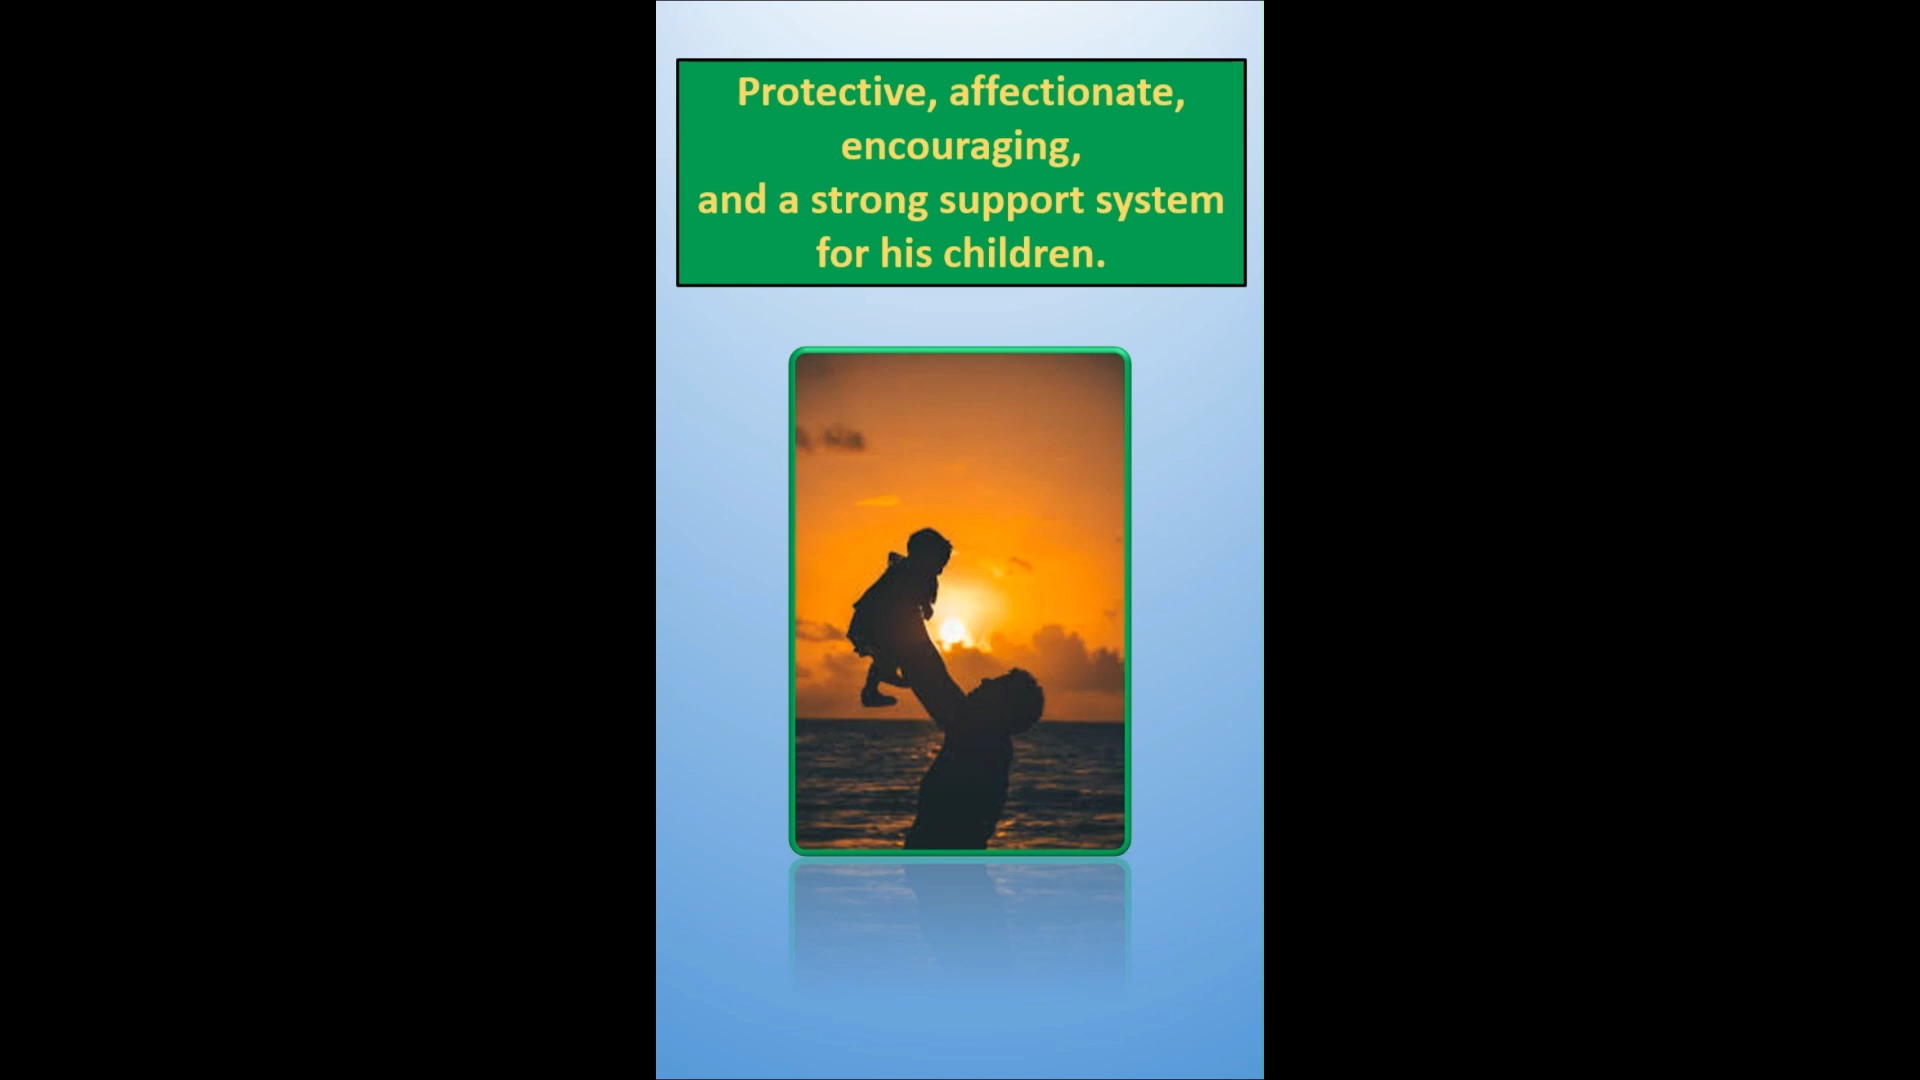 Protective, affectionate,
encouraging,
and a strong support system
for his children.